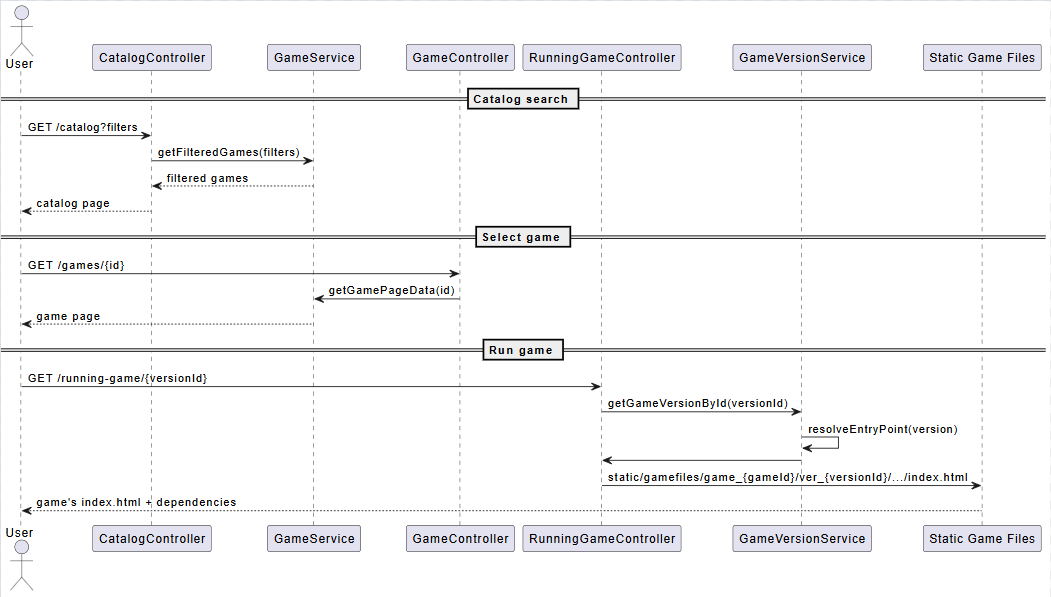 User
CatalogController
GameService
GameController
RunningGameController
GameVersionService
Static Game Files
Catalog search
GET /catalog?filters
getFilteredGames(filters)
filtered games
catalog page
Select game
GET /games/{id}
getGamePageData(id)
game page
Run game
GET /running-game/{versionId}
getGameVersionById(versionId)
resolveEntryPoint(version)
static/gamefiles/game_{gameId}/ver_{versionId}/.../index.html
game's index.html + dependencies
User
CatalogController
GameService
GameController
RunningGameController
GameVersionService
Static Game Files